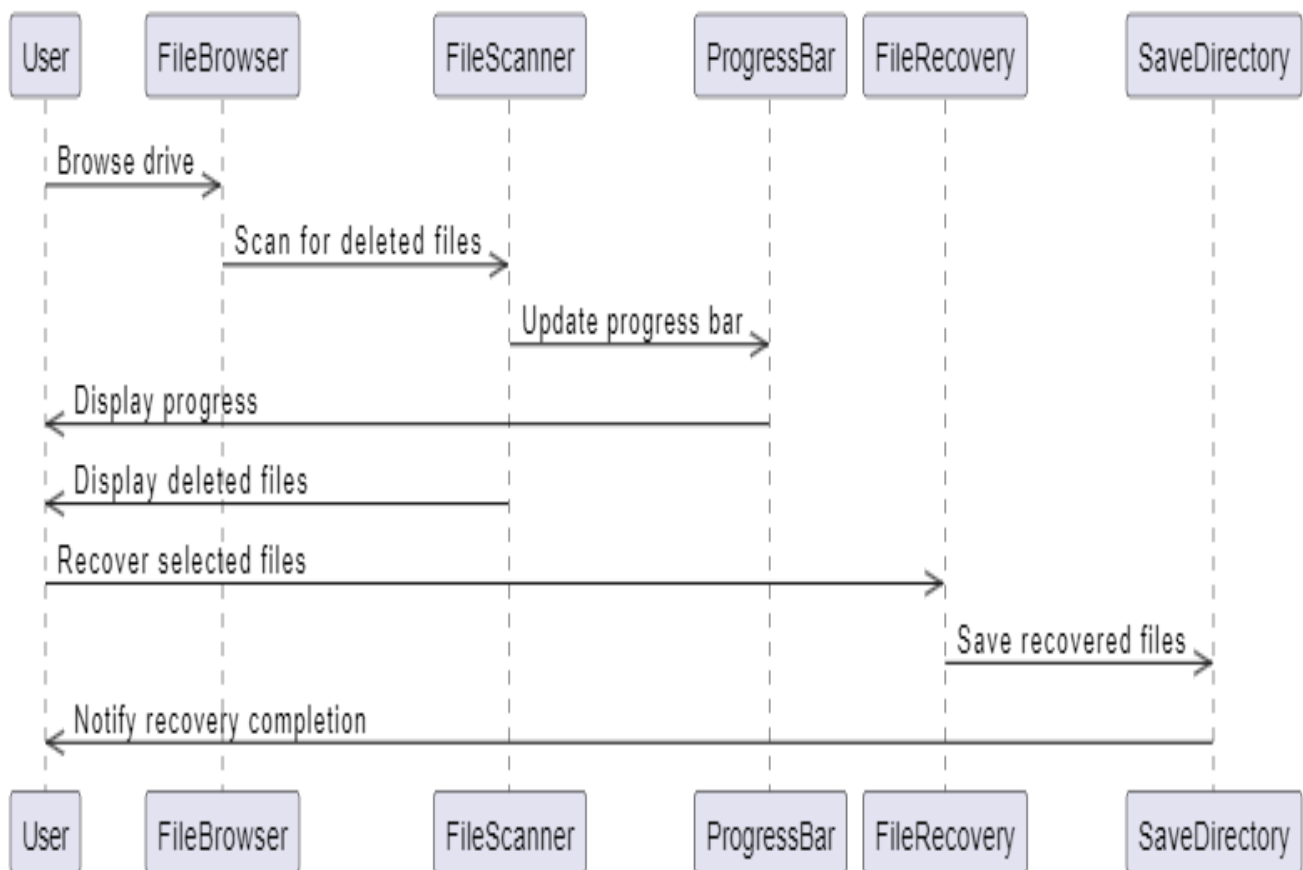 User FileBrowser FileScanner ProgressBar FileRecovery SaveDirectory
Browse drive
Scan for deleted files
Update progress bar
Display progress
Display deleted files
Recover selected files
Save recovered files
Notify recovery completion
User FileBrowser FileScanner ProgressBar FileRecovery SaveDirectory